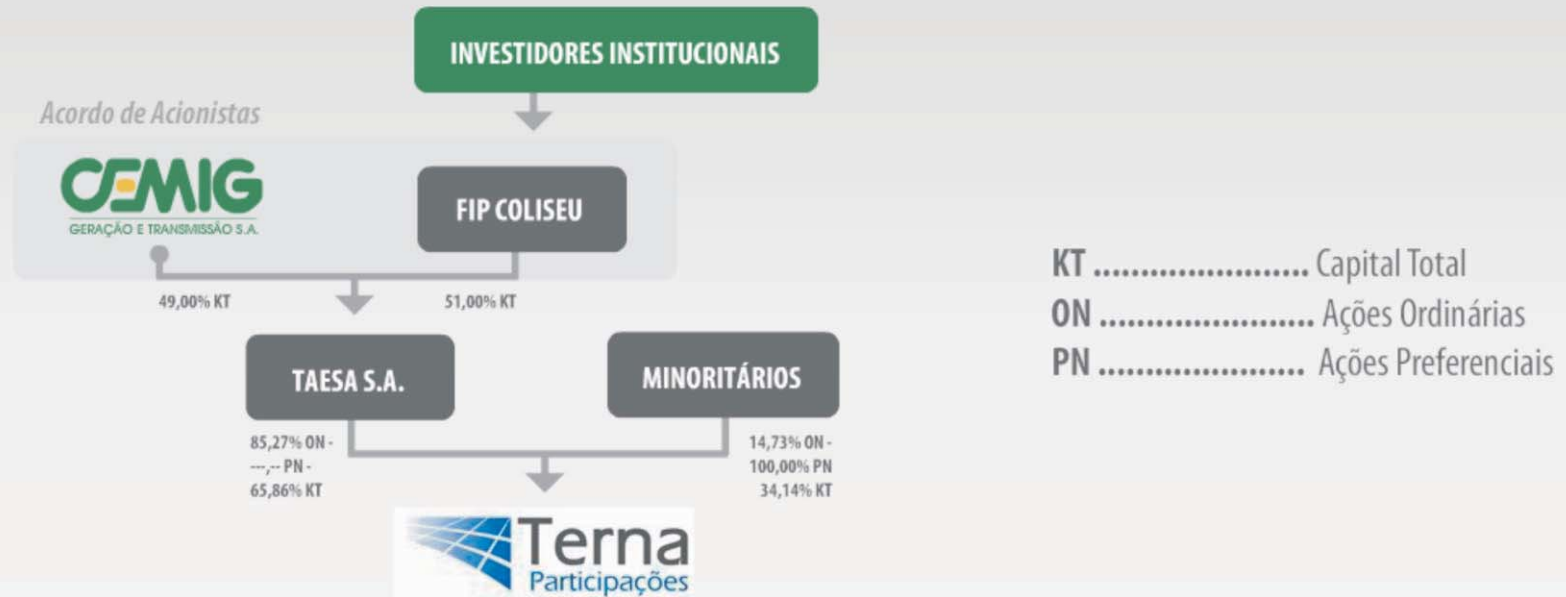 INVESTIDORES INSTITUCIONAIS
Acordo de Acionistas
CEMIG
GERAÇÃO E TRANSMISSÃO S.A.
FIP COLISEU
49,00% KT
51,00% KT
TAESA S.A.
MINORITÁRIOS
85,27% ON -
---,-- PN -
65,86% KT
14,73% ON -
100,00% PN
34,14% KT
Terna
Participações
KT ....................... Capital Total
ON ....................... Ações Ordinárias
PN ...................... Ações Preferenciais